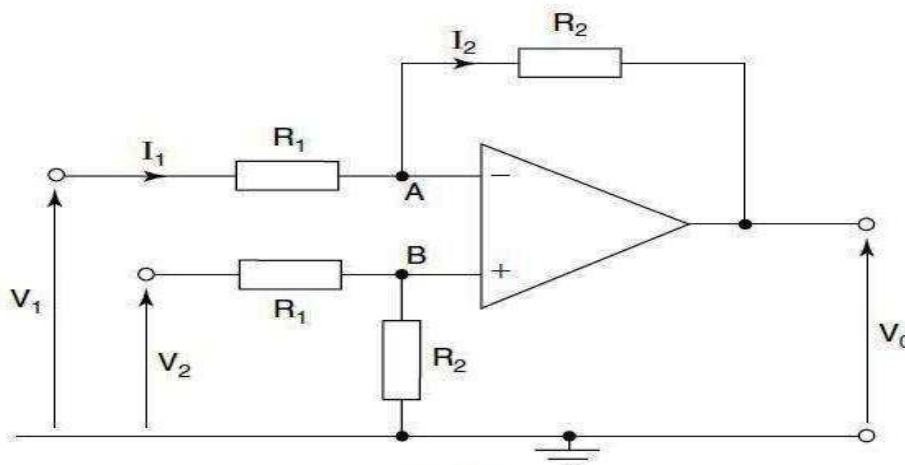 R₂
I₂
R₁
I₁
−
A
B
+
R₁
V₁
V₂
R₂
V₀